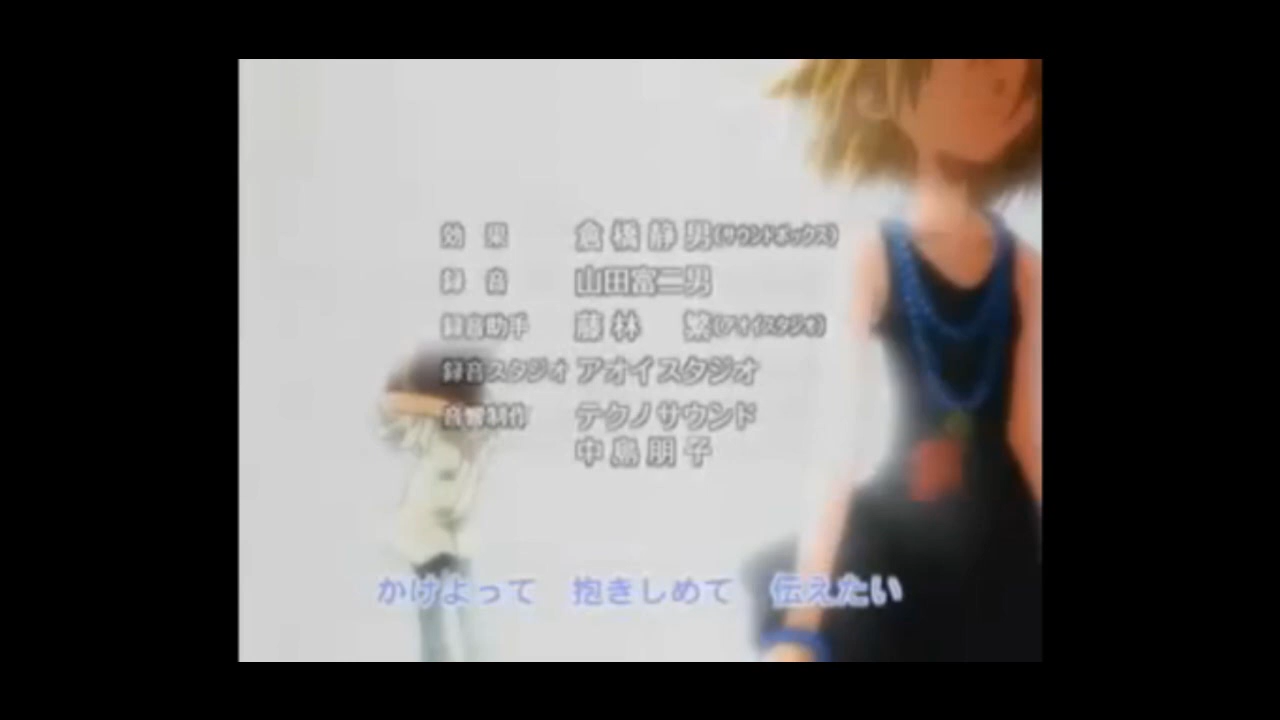 効果 倉橋静男(サウンドボックス)
録音 山田富二男
録音助手 藤林 繁(アオイスタジオ)
録音スタジオ アオイスタジオ
音響制作 テクノサウンド
中島朋子
かけよって 抱きしめて 伝えたい